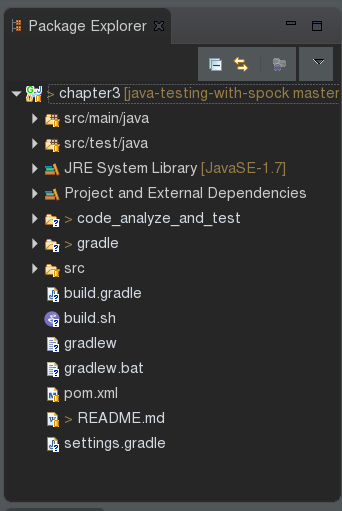 Package Explorer
> chapter3 [java-testing-with-spock master
src/main/java
src/test/java
JRE System Library [JavaSE-1.7]
Project and External Dependencies
> code_analyze_and_test
> gradle
src
build.gradle
build.sh
gradlew
gradlew.bat
pom.xml
> README.md
settings.gradle